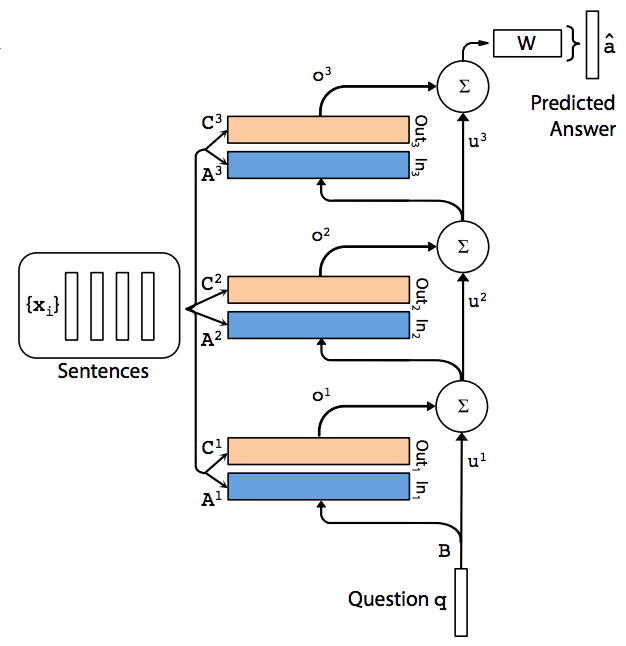 W
â
Predicted
Answer
Σ
o³
u³
C³
Out₃
A³
In₃
Σ
o²
u²
C²
Out₂
A²
In₂
{xᵢ}
Sentences
Σ
o¹
u¹
C¹
Out₁
A¹
In₁
B
Question q